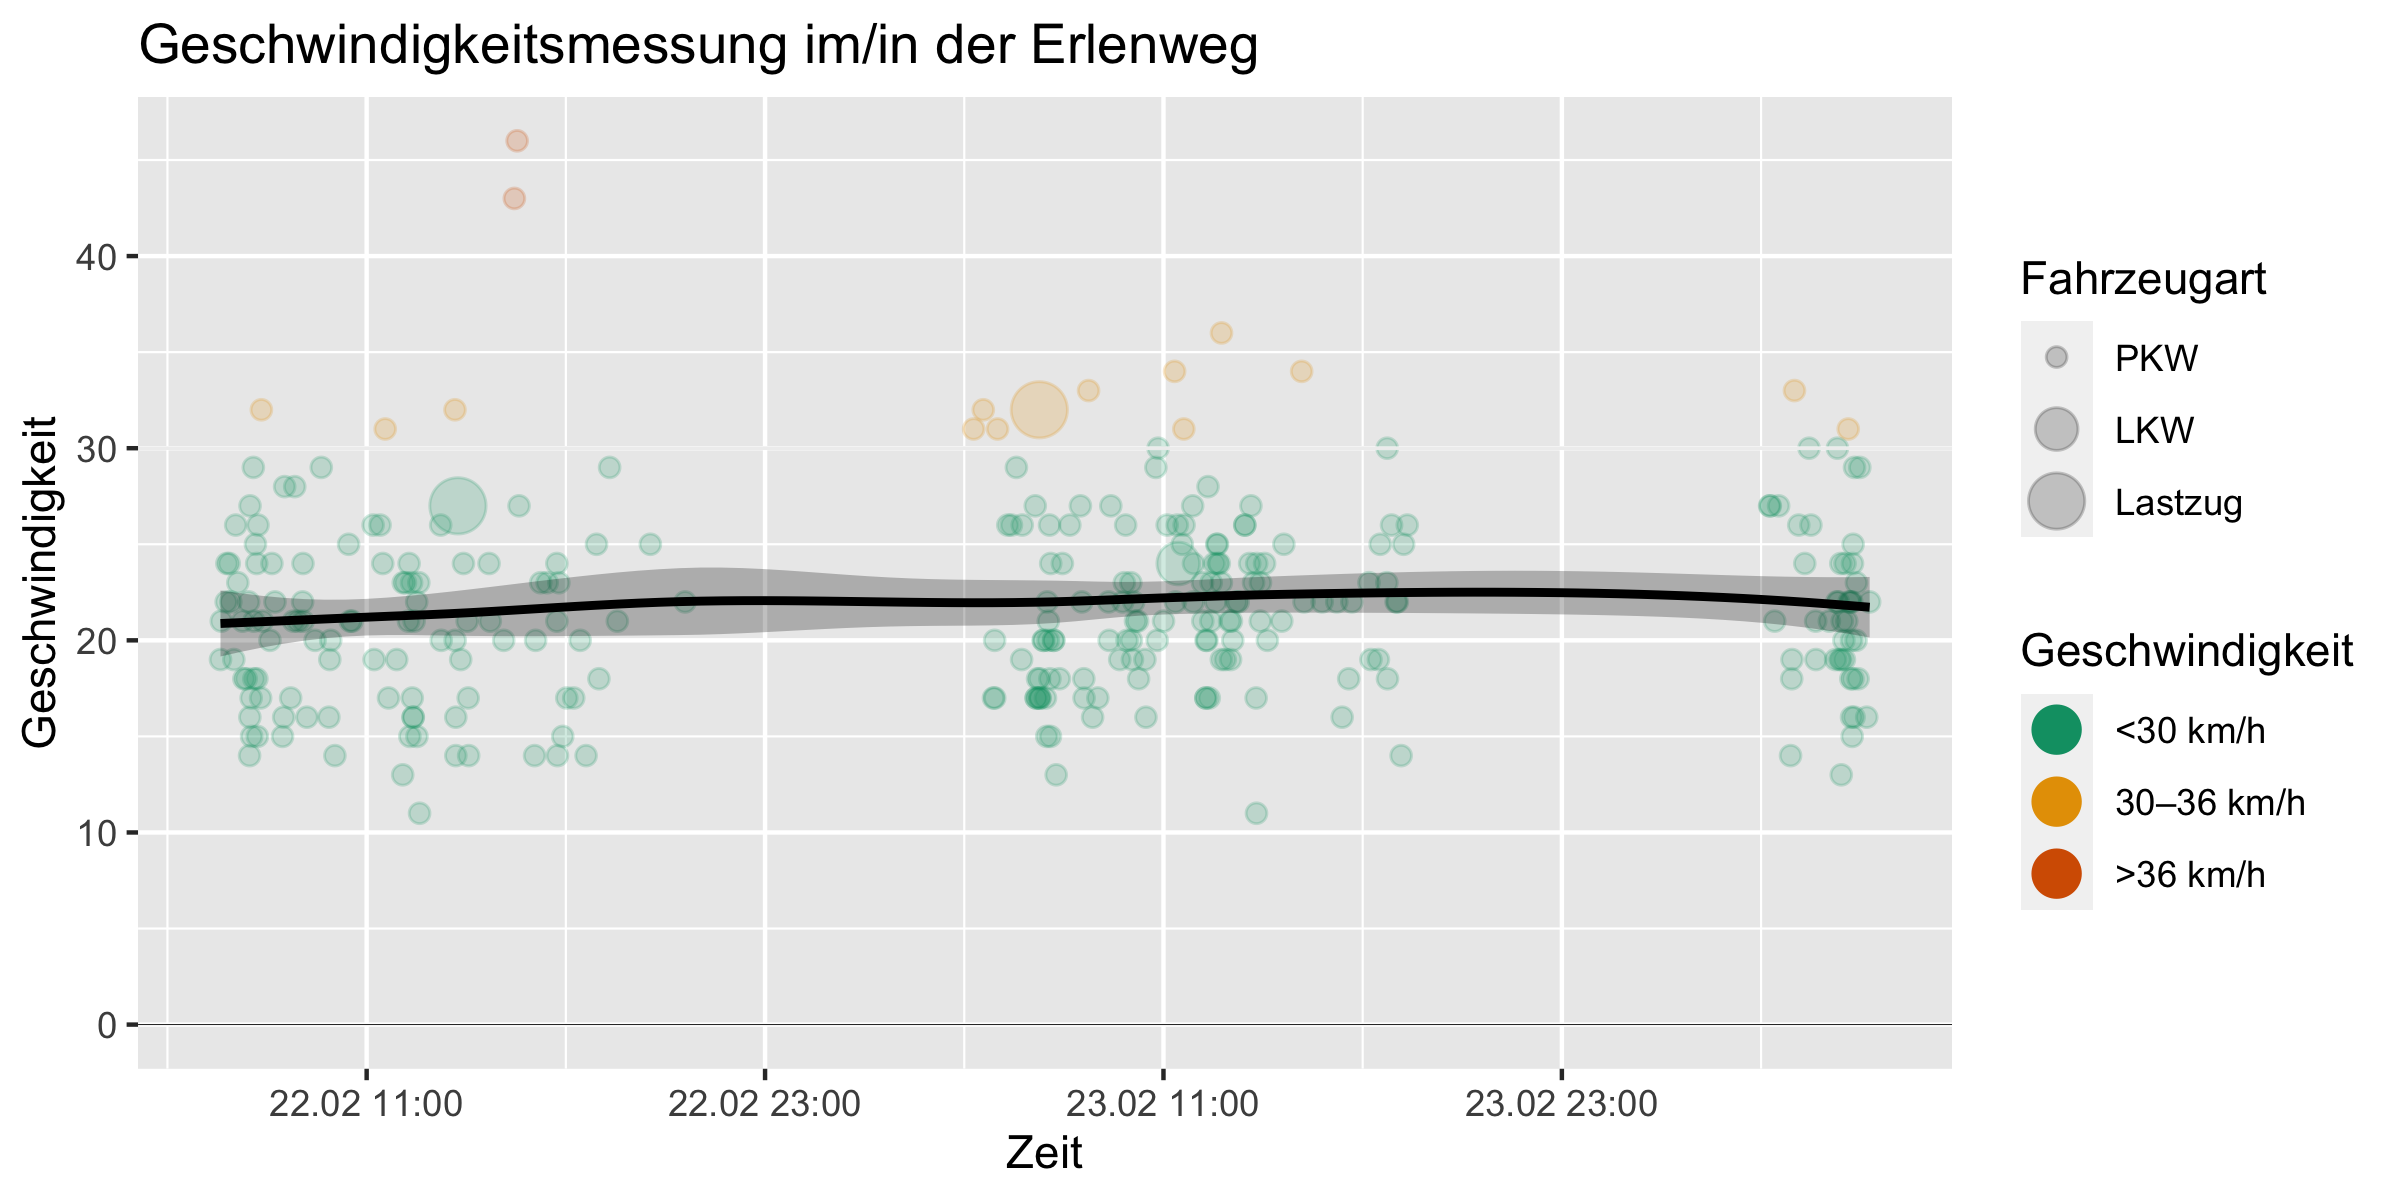 Geschwindigkeitsmessung im/in der Erlenweg
Geschwindigkeit
40
30
20
10
0
22.02 11:00
22.02 23:00
23.02 11:00
23.02 23:00
Zeit
Fahrzeugart
PKW
LKW
Lastzug
Geschwindigkeit
<30 km/h
30–36 km/h
>36 km/h